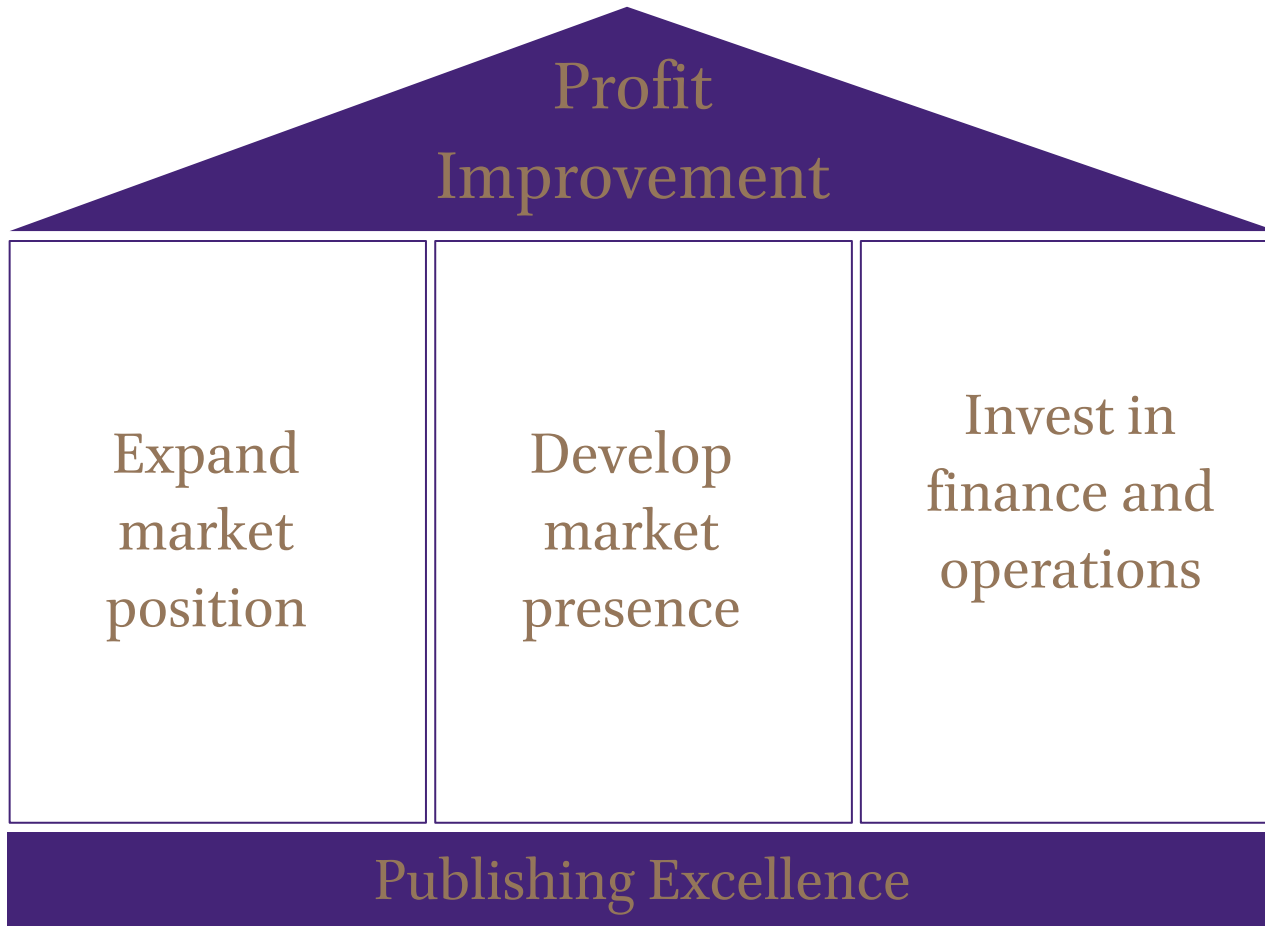 Profit
Improvement
Expand
market
position
Develop
market
presence
Invest in
finance and
operations
Publishing Excellence